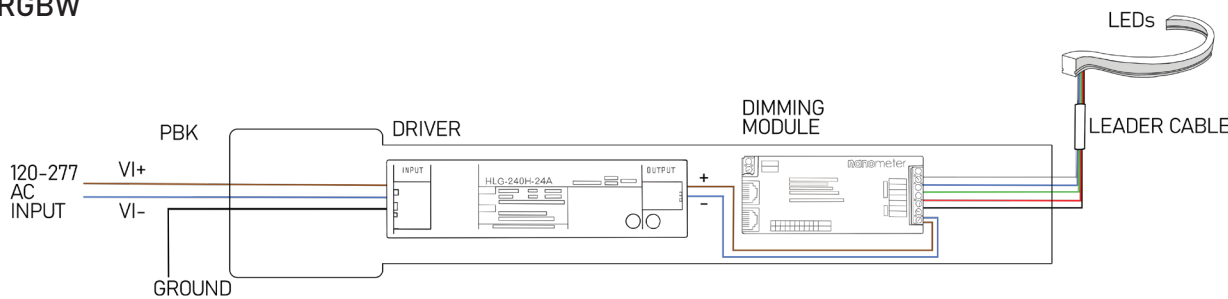 RGBW
LEDs
LEADER CABLE
DIMMING
MODULE
DRIVER
PBK
120-277
AC
INPUT
VI+
VI-
GROUND
INPUT
HLG-240H-24A
OUTPUT
+
-
nanometer